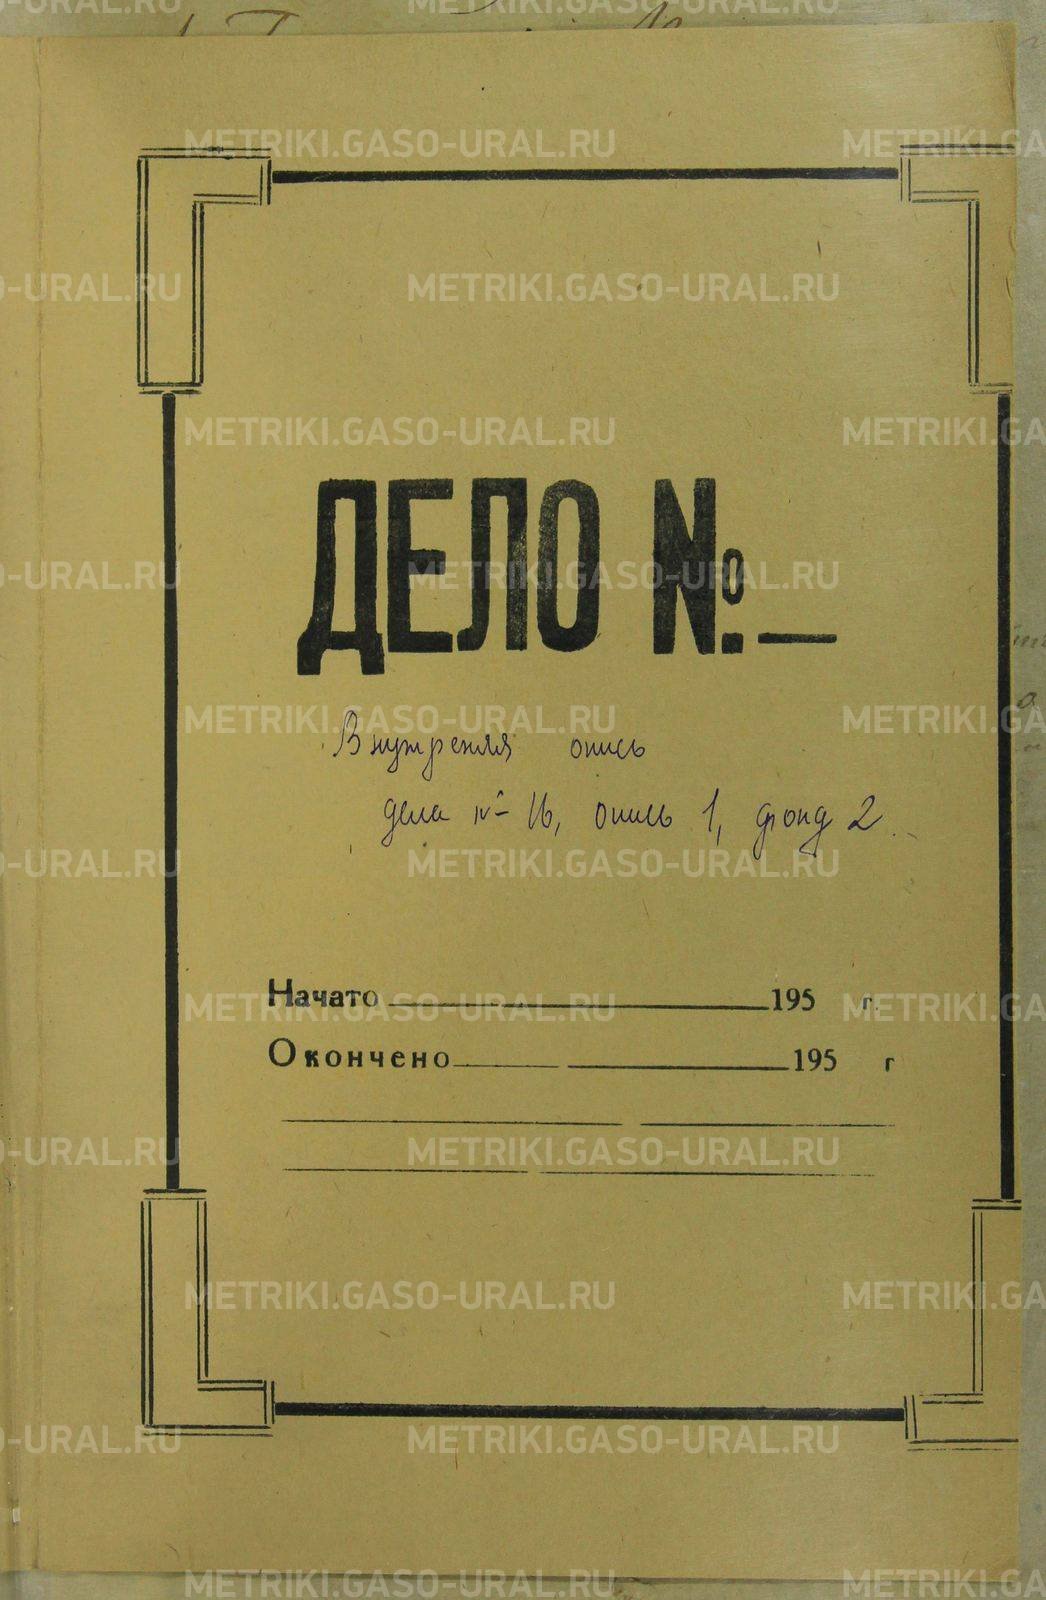 ДЕЛО №
Внутренняя опись
дела № 16, опись 1, фонд 2
Начато 195 г.
Окончено 195 г
METRIKI.GASO-URAL.RU